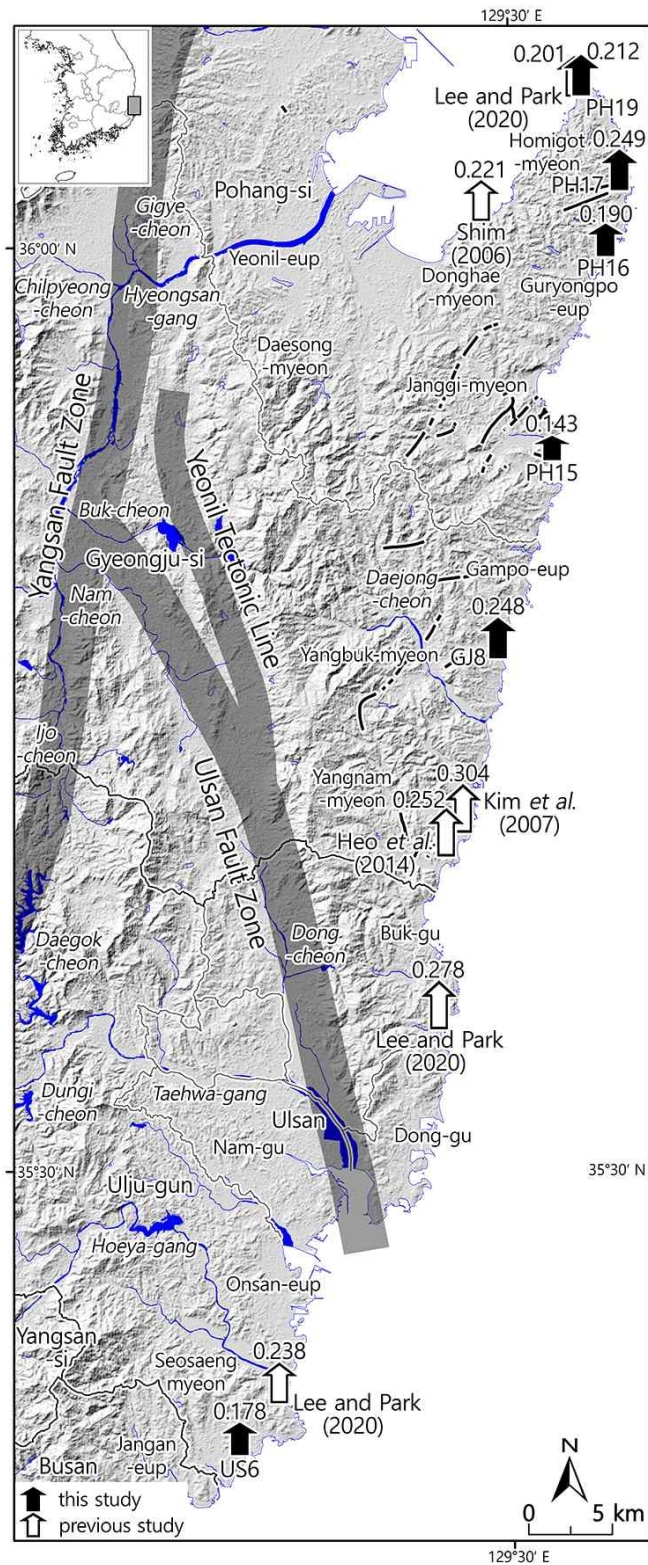 129°30' E
0.201
0.212
Lee and Park
(2020)
PH19
Homigot
-myeon
0.249
0.221
Pohang-si
PH17
Gigye
-cheon
0.190
Shim
(2006)
36°00' N
Yeonil-eup
PH16
Donghae
-myeon
Guryongpo
-eup
Chilpyeong
-cheon
Hyeongsan
-gang
Daesong
-myeon
Janggi-myeon
0.143
PH15
Yangsan Fault Zone
Yeonil Tectonic Line
Buk-cheon
Gyeongju-si
Daejong
-cheon
Gampo-eup
Nam
-cheon
0.248
Yangbuk-myeon
GJ8
Ijo
-cheon
Ulsan Fault Zone
Yangnam
-myeon
0.304
0.252
Kim et al.
(2007)
Heo et al.
(2014)
Buk-gu
Daegok
-cheon
Dong
-cheon
0.278
Lee and Park
(2020)
Dungi
-cheon
Taehwa-gang
Ulsan
Nam-gu
Dong-gu
35°30' N
35°30' N
Ulju-gun
Hoeya-gang
Onsan-eup
Yangsan
-si
Seosaeng
myeon
0.238
Lee and Park
(2020)
0.178
Jangan
-eup
US6
Busan
N
this study
previous study
0 5 km
129°30' E